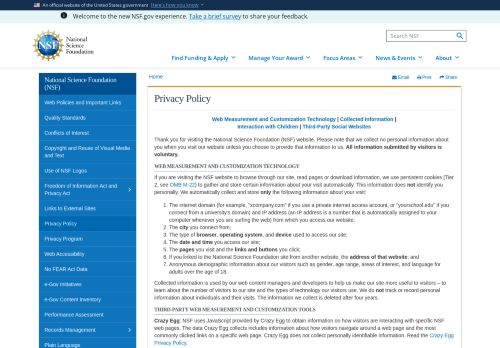 An official website of the United States government Here's how you know
Welcome to the new NSF.gov experience. Take a brief survey to share your feedback.
NSF
National
Science
Foundation
Search NSF
Find Funding & Apply
Manage Your Award
Focus Areas
News & Events
About
National Science Foundation
(NSF)
Web Policies and Important Links
Quality Standards
Conflicts of Interest
Copyright and Reuse of Visual Media
and Text
Use of NSF Logos
Freedom of Information Act and
Privacy Act
Links to External Sites
Privacy Policy
Privacy Program
Web Accessibility
No FEAR Act Data
e-Gov Initiatives
e-Gov Content Inventory
Performance Assessment
Records Management
Plain Language
Home
Email
Print
Share
Privacy Policy
Web Measurement and Customization Technology | Collected Information |
Interaction with Children | Third-Party Social Websites
Thank you for visiting the National Science Foundation (NSF) website. Please note that we collect no personal information about
you when you visit our website unless you choose to provide that information to us. All information submitted by visitors is
voluntary.
WEB MEASUREMENT AND CUSTOMIZATION TECHNOLOGY
If you are visiting the NSF website to browse through our site, read pages or download information, we use persistent cookies (Tier
2, see OMB M-22) to gather and store certain information about your visit automatically. This information does not identify you
personally. We automatically collect and store only the following information about your visit:
1. The internet domain (for example, "xcompany.com" if you use a private internet access account, or "yourschool.edu" if you
connect from a university's domain) and IP address (an IP address is a number that is automatically assigned to your
computer whenever you are surfing the web) from which you access our website;
2. The city you connect from;
3. The type of browser, operating system, and device used to access our site;
4. The date and time you access our site;
5. The pages you visit and the links and buttons you click;
6. If you linked to the National Science Foundation site from another website, the address of that website; and
7. Anonymous demographic information about our visitors such as gender, age range, areas of interest, and language for
adults over the age of 18.
Collected information is used by our web content managers and developers to help us make our site more useful to visitors – to
learn about the number of visitors to our site and the types of technology our visitors use. We do not track or record personal
information about individuals and their visits. The information we collect is deleted after four years.
THIRD-PARTY WEB MEASUREMENT AND CUSTOMIZATION TOOLS
Crazy Egg: NSF uses JavaScript provided by Crazy Egg to obtain information on how visitors are interacting with specific NSF
web pages. The data Crazy Egg collects includes information about how visitors navigate around a web page and the most
commonly clicked links on a specific web page. Crazy Egg does not collect personally identifiable information. Read the Crazy Egg
Privacy Policy.